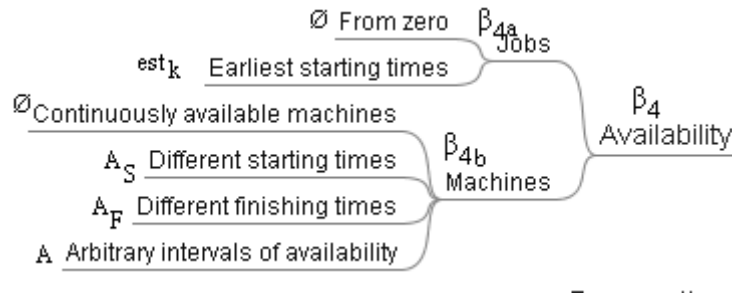 Ø From zero
β4a
Jobs
estk Earliest starting times
β4
Availability
ØContinuously available machines
β4b
Machines
AS Different starting times
AF Different finishing times
A Arbitrary intervals of availability